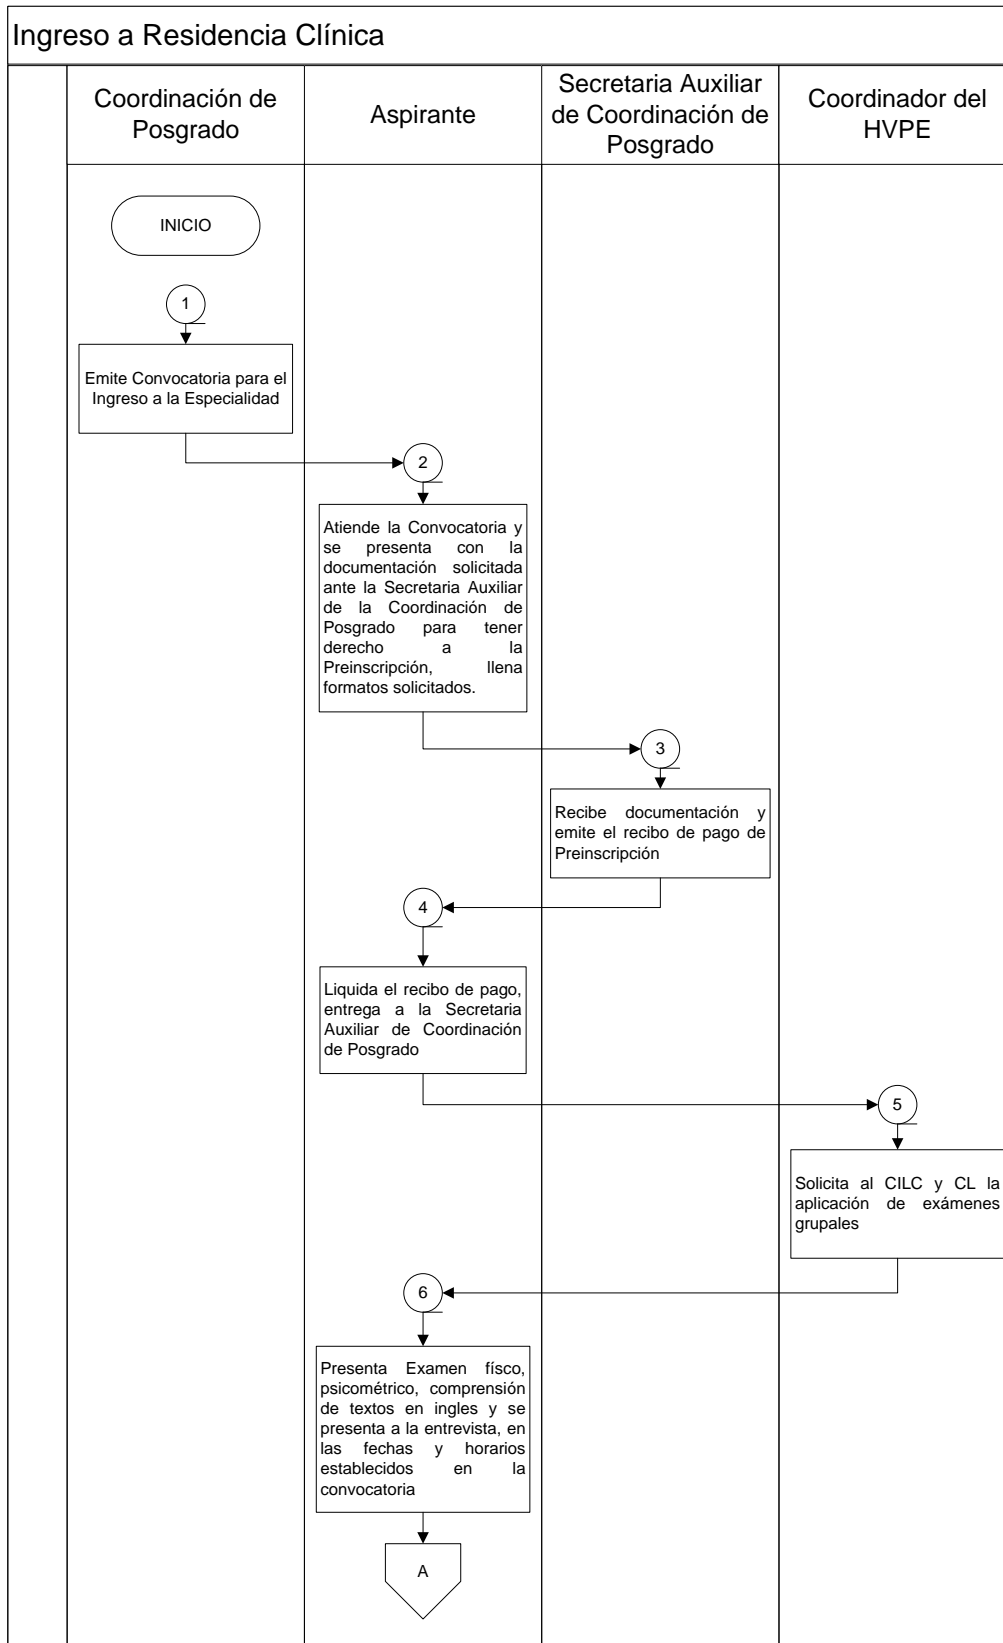 Ingreso a Residencia Clínica
Coordinación de
Posgrado
Aspirante
Secretaria Auxiliar
de Coordinación de
Posgrado
Coordinador del
HVPE
INICIO
1
Emite Convocatoria para el
Ingreso a la Especialidad
2
Atiende la Convocatoria y
se presenta con la
documentación solicitada
ante la Secretaria Auxiliar
de la Coordinación de
Posgrado para tener
derecho a la
Preinscripción, llena
formatos solicitados.
3
Recibe documentación y
emite el recibo de pago de
Preinscripción
4
Liquida el recibo de pago,
entrega a la Secretaria
Auxiliar de Coordinación
de Posgrado
5
Solicita al CILC y CL la
aplicación de exámenes
grupales
6
Presenta Examen físco,
psicométrico, comprensión
de textos en ingles y se
presenta a la entrevista, en
las fechas y horarios
establecidos en la
convocatoria
A